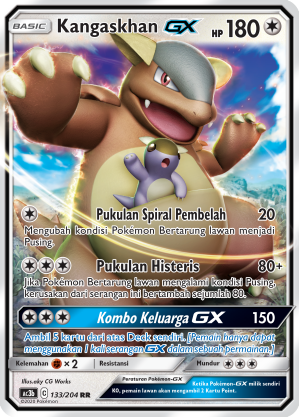 BASIC Kangaskhan GX HP 180
Pukulan Spiral Pembelah 20
Mengubah kondisi Pokémon Bertarung lawan menjadi
Pusing.
Pukulan Histeris 80+
Jika Pokémon Bertarung lawan mengalami kondisi Pusing,
kerusakan dari serangan ini bertambah sejumlah 80.
Kombo Keluarga GX 150
Ambil 5 kartu dari atas Deck sendiri. [Pemain hanya dapat
menggunakan 1 kali serangan GX dalam sebuah permainan.]
Kelemahan ×2 Resistansi Mundur
Illus. CG Works
Peraturan Pokémon-GX
Ketika Pokémon-GX milik sendiri
KO, pemain lawan akan mengambil 2 Kartu Point.
ac3b C 133/204 RR
©2020 Pokémon